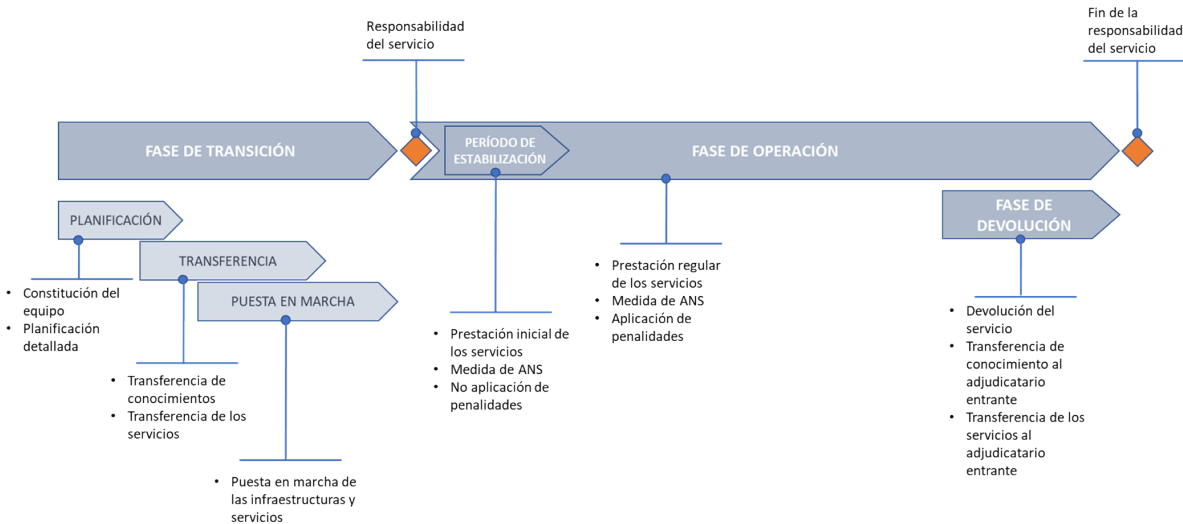 Responsabilidad
del servicio
Fin de la
responsabilidad
del servicio
FASE DE TRANSICIÓN
PERÍODO DE
ESTABILIZACIÓN
FASE DE OPERACIÓN
PLANIFICACIÓN
• Constitución del
equipo
• Planificación
detallada
TRANSFERENCIA
• Transferencia de
conocimientos
• Transferencia de los
servicios
PUESTA EN MARCHA
• Puesta en marcha de
las infraestructuras y
servicios
• Prestación inicial de
los servicios
• Medida de ANS
• No aplicación de
penalidades
• Prestación regular
de los servicios
• Medida de ANS
• Aplicación de
penalidades
FASE DE
DEVOLUCIÓN
• Devolución del
servicio
• Transferencia de
conocimiento al
adjudicatario
entrante
• Transferencia de los
servicios al
adjudicatario
entrante